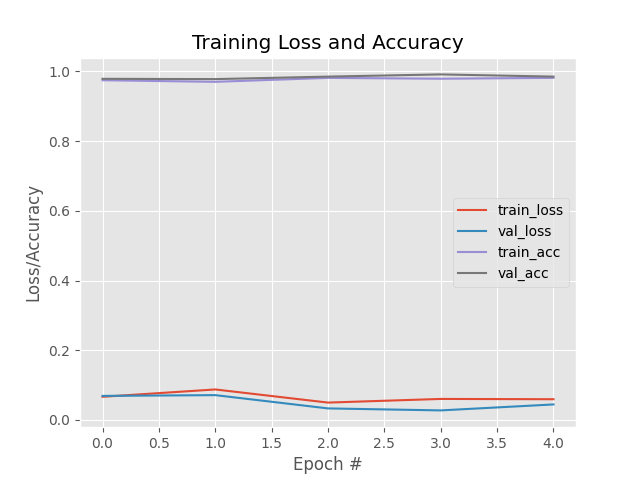 Training Loss and Accuracy
1.0
0.8
0.6
0.4
0.2
0.0
Loss/Accuracy
train_loss
val_loss
train_acc
val_acc
0.0 0.5 1.0 1.5 2.0 2.5 3.0 3.5 4.0
Epoch #